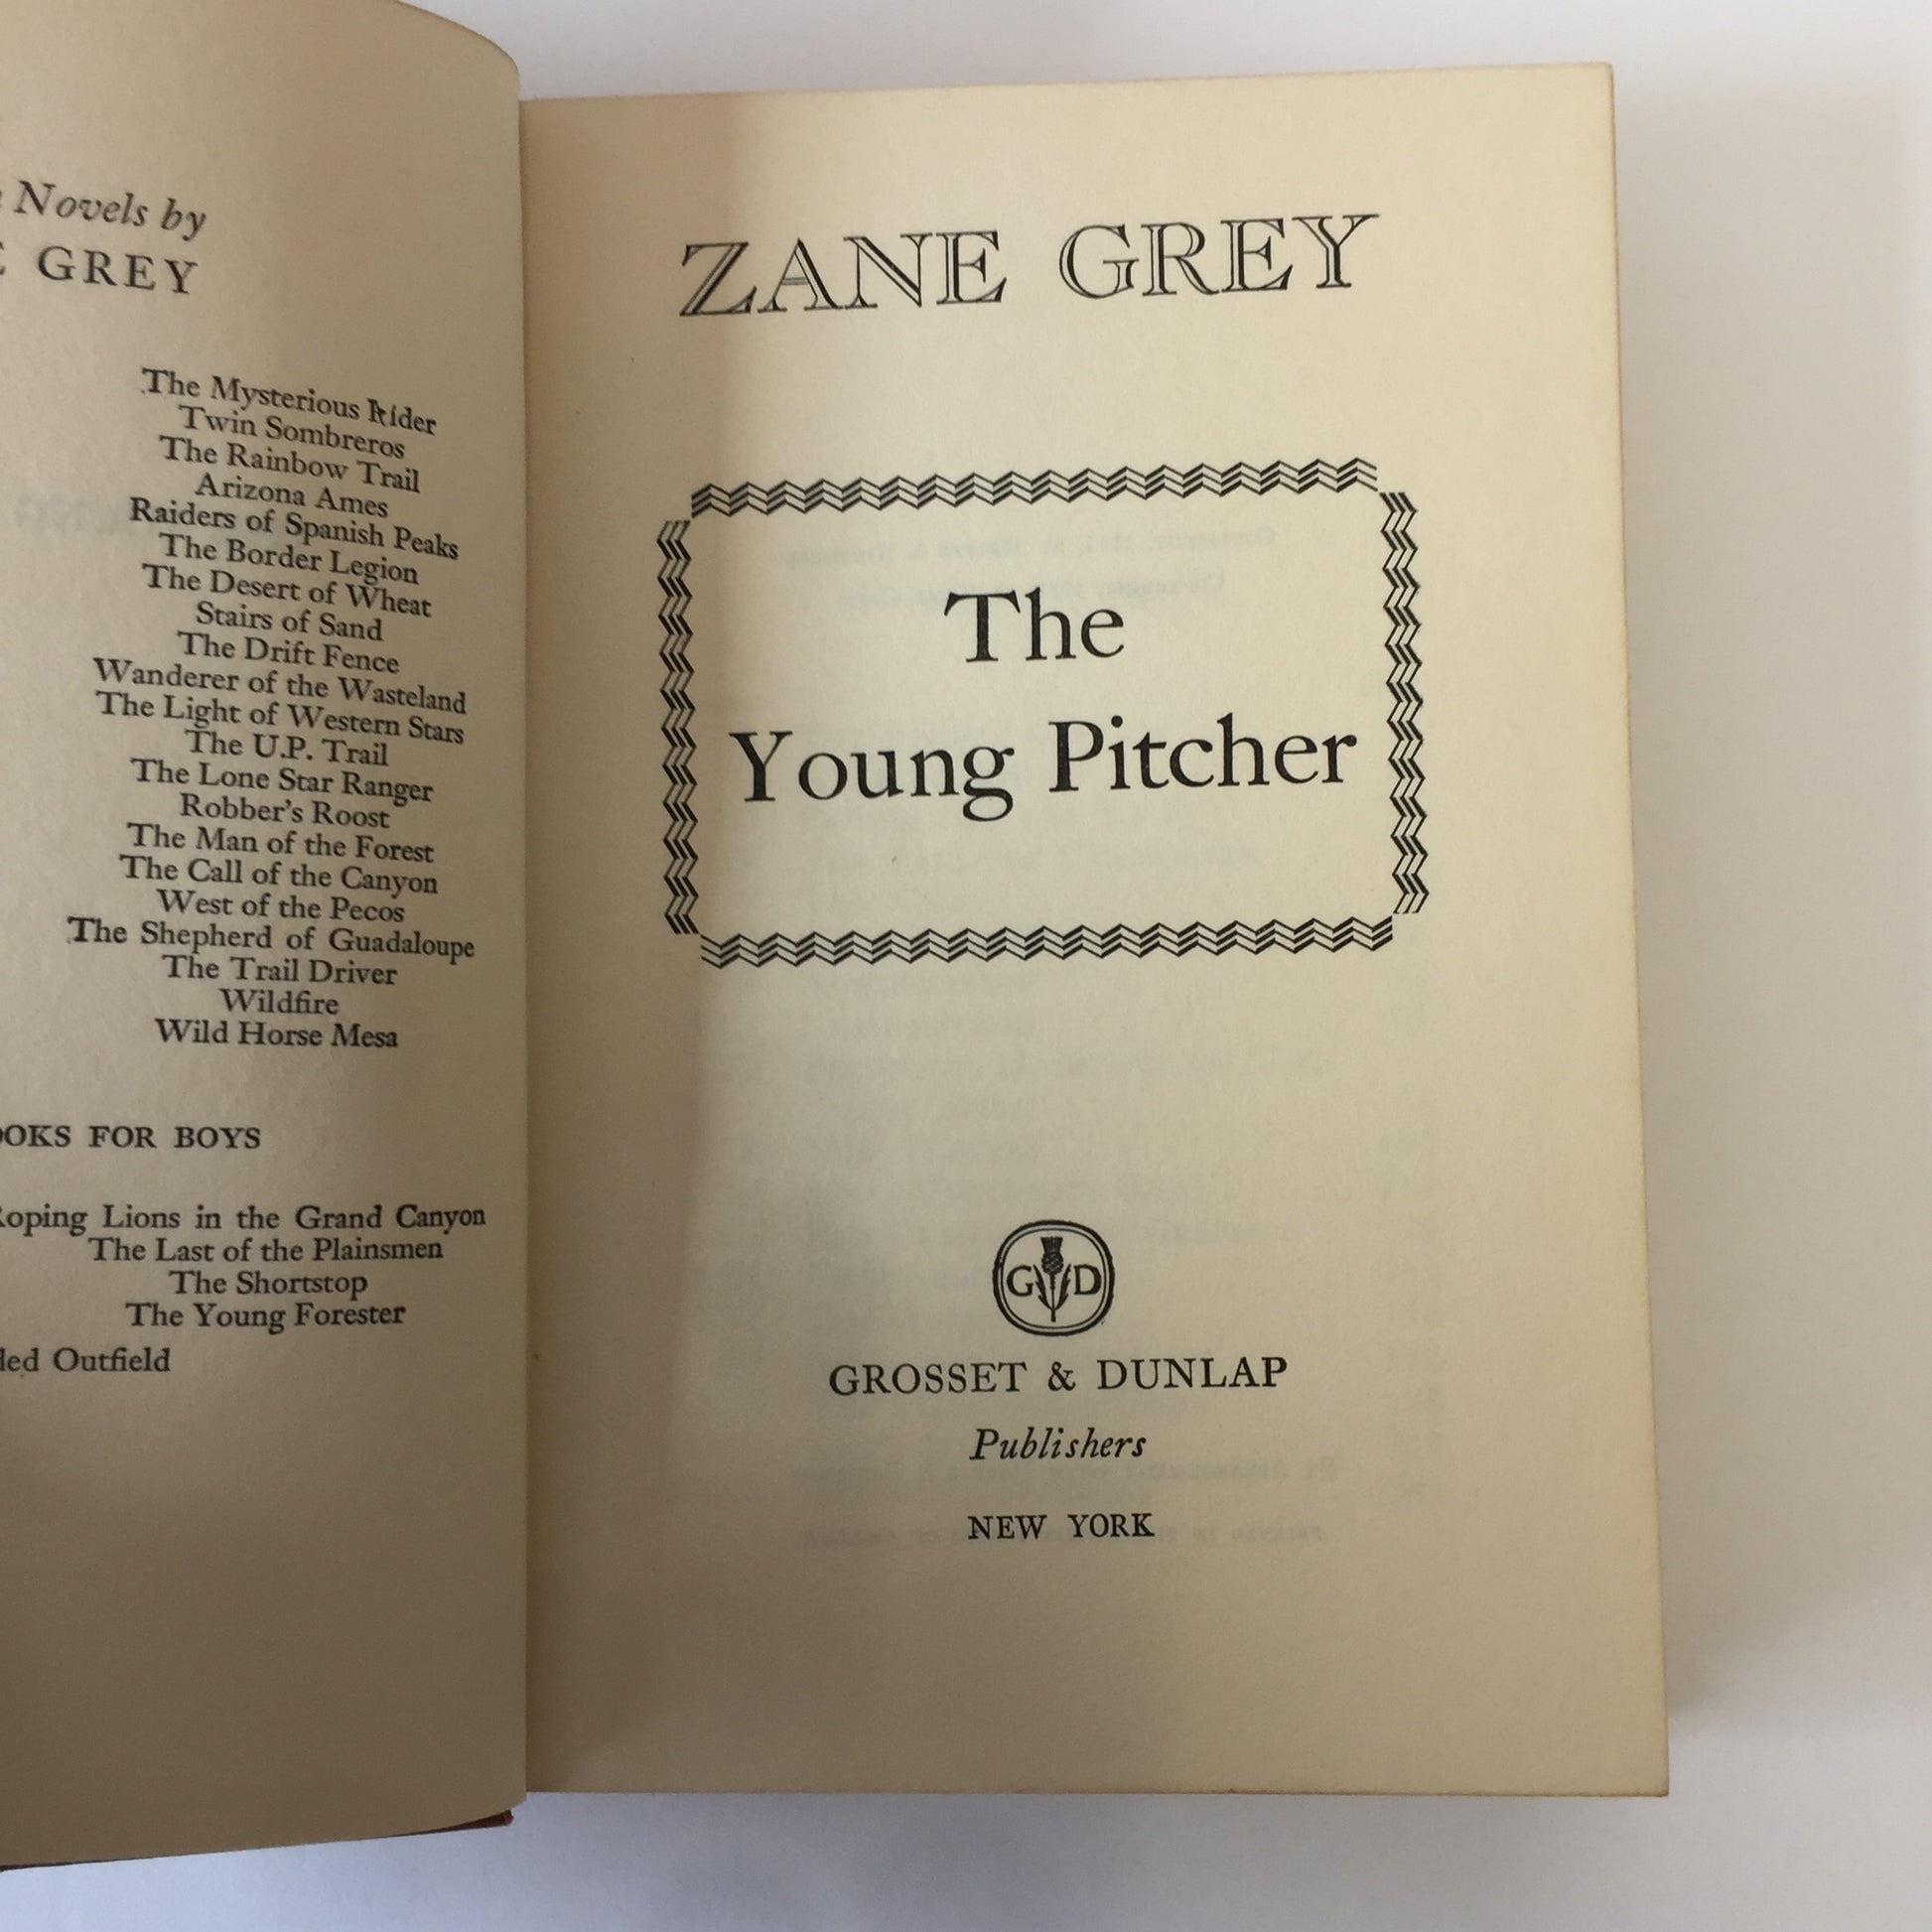 Novels by
GREY
The Mysterious Rider
Twin Sombreros
The Rainbow Trail
Arizona Ames
Raiders of Spanish Peaks
The Border Legion
The Desert of Wheat
Stairs of Sand
The Drift Fence
Wanderer of the Wasteland
The Light of Western Stars
The U.P. Trail
The Lone Star Ranger
Robber's Roost
The Man of the Forest
The Call of the Canyon
West of the Pecos
The Shepherd of Guadaloupe
The Trail Driver
Wildfire
Wild Horse Mesa
OOKS FOR BOYS
oping Lions in the Grand Canyon
The Last of the Plainsmen
The Shortstop
The Young Forester
led Outfield
ZANE GREY
The
Young Pitcher
G D
GROSSET & DUNLAP
Publishers
NEW YORK